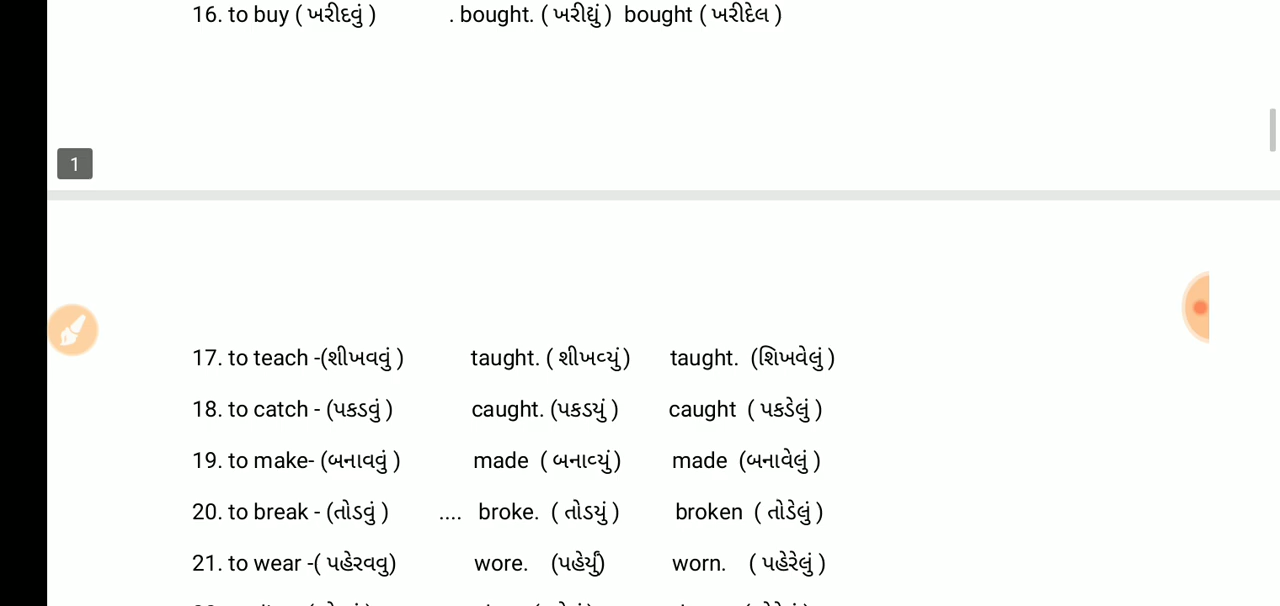 16. to buy ( ખરીદવું ) . bought. ( ખરીદ્યું ) bought ( ખરીદેલ )
1
17. to teach -(શીખવવું ) taught. ( શીખવ્યું) taught. (શિખવેલું )
18. to catch - (પકડવું ) caught. (પકડયું ) caught ( પકડેલું )
19. to make- (બનાવવું ) made ( બનાવ્યું) made (બનાવેલું )
20. to break - (તોડવું ) .... broke. ( તોડયું ) broken ( તોડેલું )
21. to wear -( પહેરવવુ) wore. (પહેર્યું) worn. ( પહેરેલું )